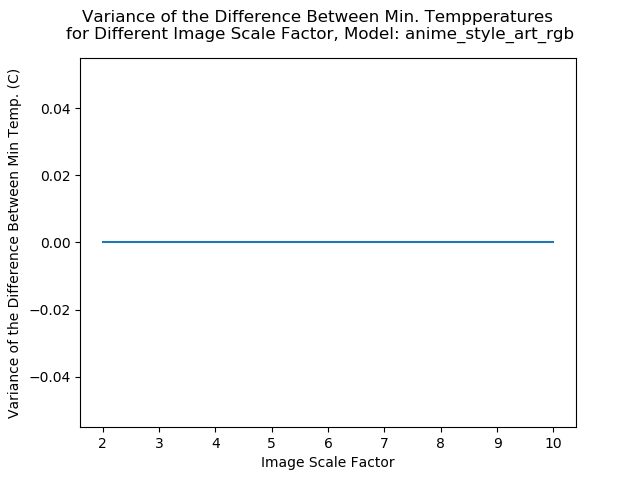 Variance of the Difference Between Min. Tempperatures
for Different Image Scale Factor, Model: anime_style_art_rgb
Variance of the Difference Between Min Temp. (C)
0.04
0.02
0.00
−0.02
−0.04
2 3 4 5 6 7 8 9 10
Image Scale Factor